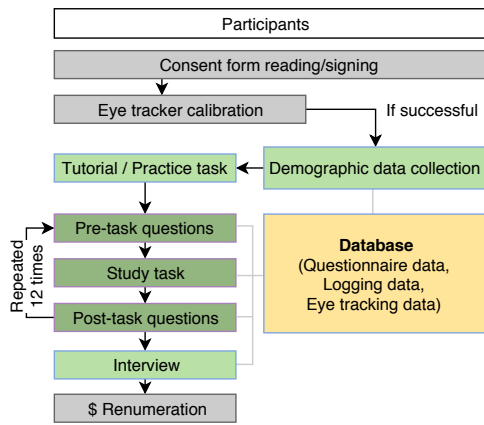 Participants
Consent form reading/signing
Eye tracker calibration
If successful
Tutorial / Practice task
Demographic data collection
Pre-task questions
Study task
Post-task questions
Repeated
12 times
Database
(Questionnaire data,
Logging data,
Eye tracking data)
Interview
$ Renumeration